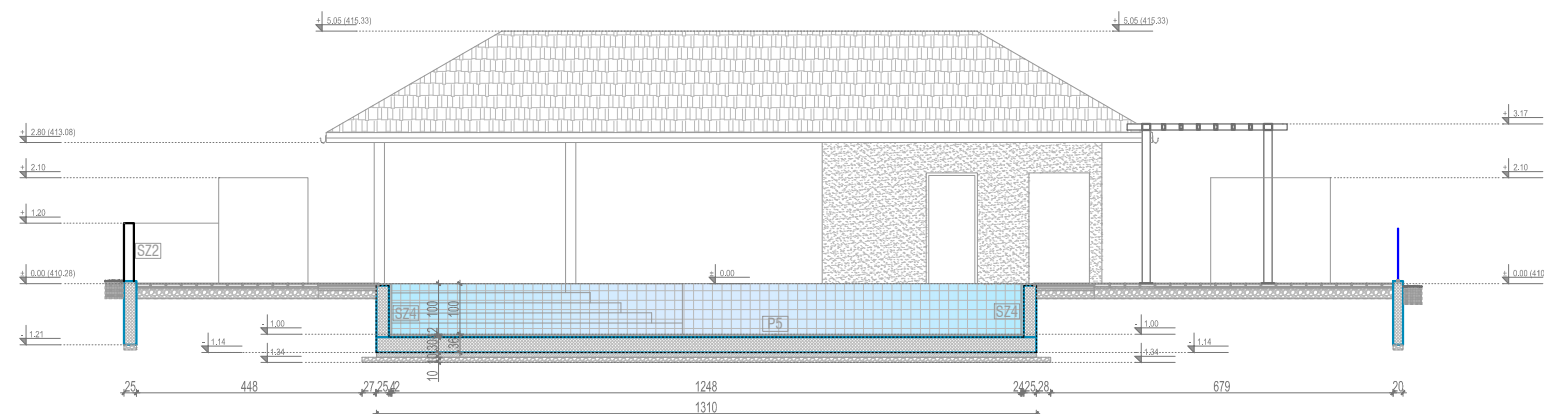 + 5,05 (415.33)
+ 5,05 (415.33)
+ 3.17
+ 2.80 (413.08)
+ 2.10
+ 2.10
+ 1.20
SZ2
+ 0.00 (410.28)
+ 0.00
+ 0.00 (410
SZ4
100
100
SZ4
P5
- 1.00
- 1.00
- 1.21
- 1.14
- 1.14
- 1.34
- 1.34
10
25
448
1248
679
20
1310